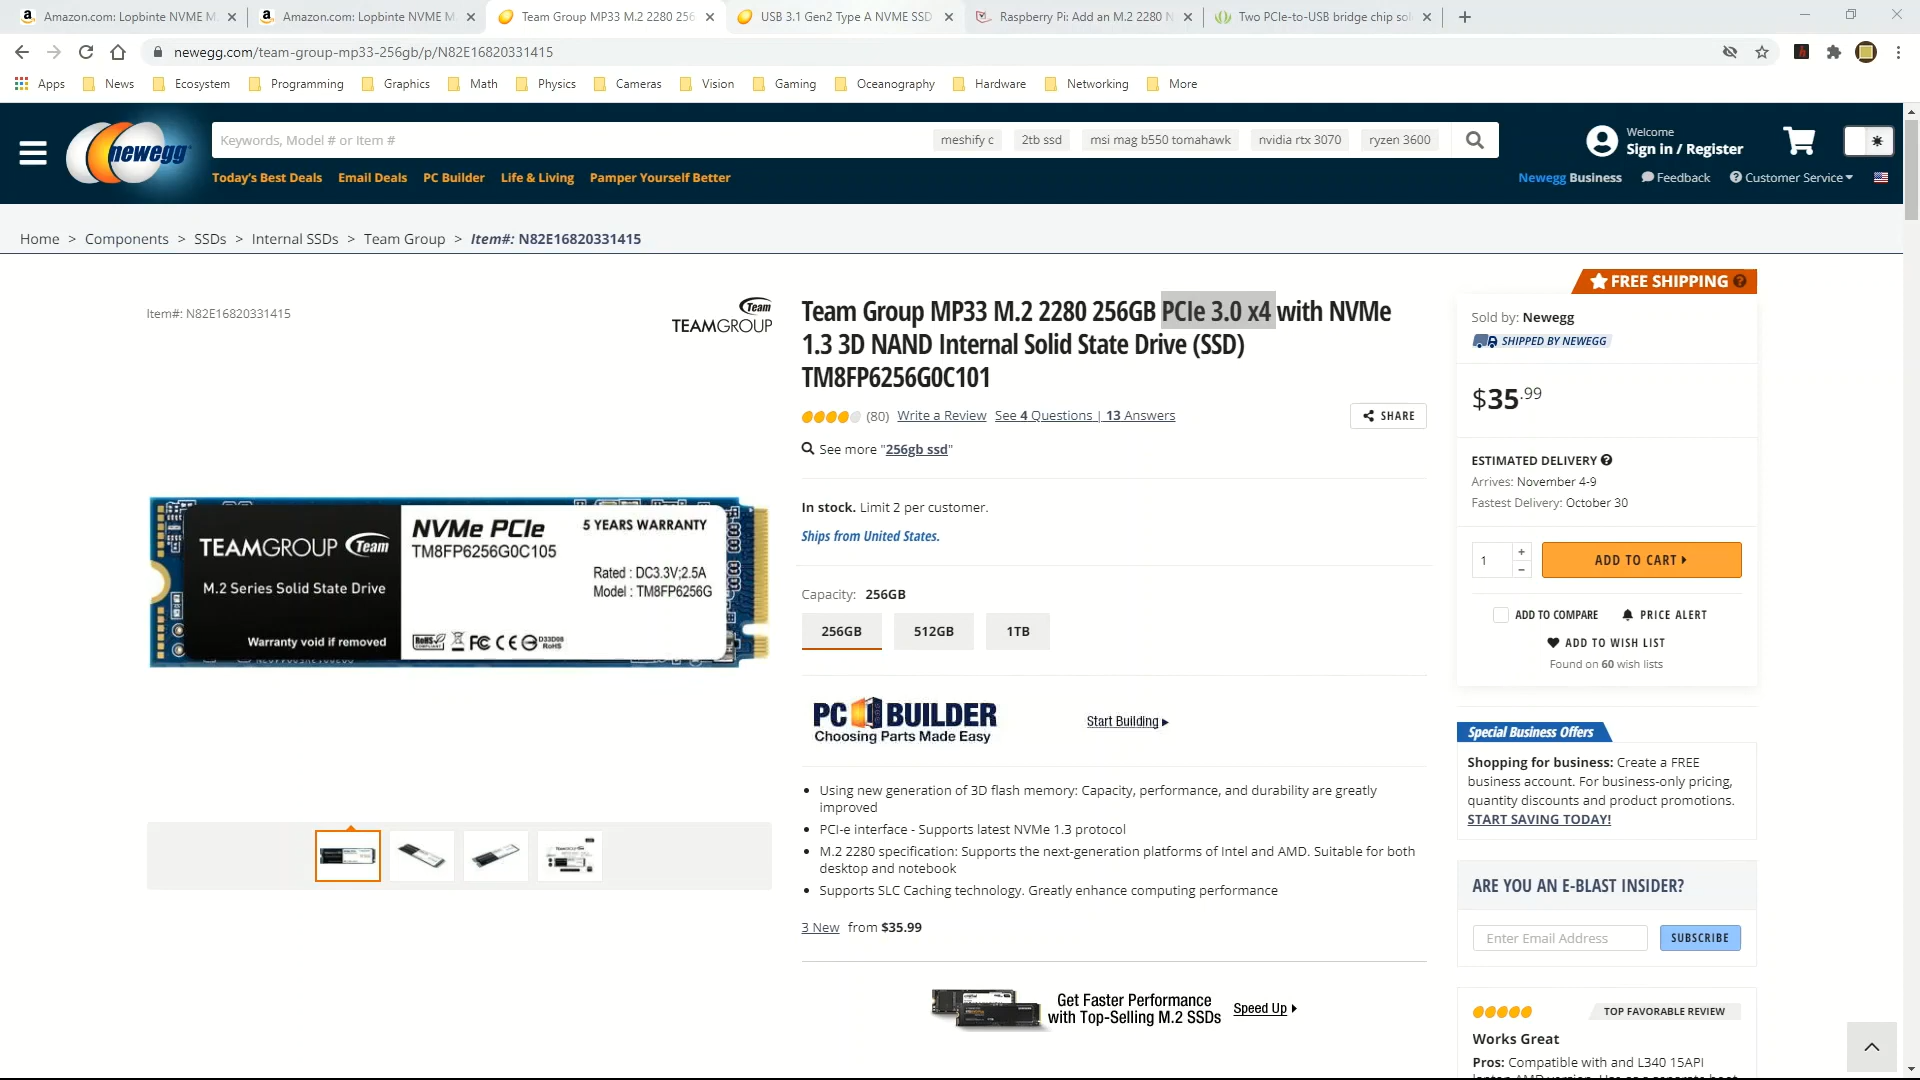 Amazon.com: Lopbinte NVME M.
Amazon.com: Lopbinte NVME M.
Team Group MP33 M.2 2280 256
USB 3.1 Gen2 Type A NVME SSD
Raspberry Pi: Add an M.2 2280 N
Two PCIe-to-USB bridge chip sol
newegg.com/team-group-mp33-256gb/p/N82E16820331415
Apps News Ecosystem Programming Graphics Math Physics Cameras Vision Gaming Oceanography Hardware Networking More
newegg
Keywords, Model # or Item #
meshify c 2tb ssd msi mag b550 tomahawk nvidia rtx 3070 ryzen 3600
Welcome
Sign in / Register
Today's Best Deals Email Deals PC Builder Life & Living Pamper Yourself Better
Newegg Business Feedback Customer Service
Home > Components > SSDs > Internal SSDs > Team Group > Item#: N82E16820331415
Item#: N82E16820331415
Team
TEAMGROUP
TEAMGROUP Team
M.2 Series Solid State Drive
Warranty void if removed
NVMe PCIe
TM8FP6256G0C105
5 YEARS WARRANTY
Rated : DC3.3V;2.5A
Model : TM8FP6256G
Team Group MP33 M.2 2280 256GB PCIe 3.0 x4 with NVMe
1.3 3D NAND Internal Solid State Drive (SSD)
TM8FP6256G0C101
(80) Write a Review See 4 Questions | 13 Answers
SHARE
See more "256gb ssd"
In stock. Limit 2 per customer.
Ships from United States.
Capacity: 256GB
256GB 512GB 1TB
PC BUILDER
Choosing Parts Made Easy
Start Building
• Using new generation of 3D flash memory: Capacity, performance, and durability are greatly
improved
• PCI-e interface - Supports latest NVMe 1.3 protocol
• M.2 2280 specification: Supports the next-generation platforms of Intel and AMD. Suitable for both
desktop and notebook
• Supports SLC Caching technology. Greatly enhance computing performance
3 New from $35.99
Get Faster Performance
with Top-Selling M.2 SSDs
Speed Up
FREE SHIPPING
Sold by: Newegg
SHIPPED BY NEWEGG
$35.99
ESTIMATED DELIVERY
Arrives: November 4-9
Fastest Delivery: October 30
1
ADD TO CART
ADD TO COMPARE PRICE ALERT
ADD TO WISH LIST
Found on 60 wish lists
Special Business Offers
Shopping for business: Create a FREE
business account. For business-only pricing,
quantity discounts and product promotions.
START SAVING TODAY!
ARE YOU AN E-BLAST INSIDER?
Enter Email Address
SUBSCRIBE
TOP FAVORABLE REVIEW
Works Great
Pros: Compatible with and L340 15API